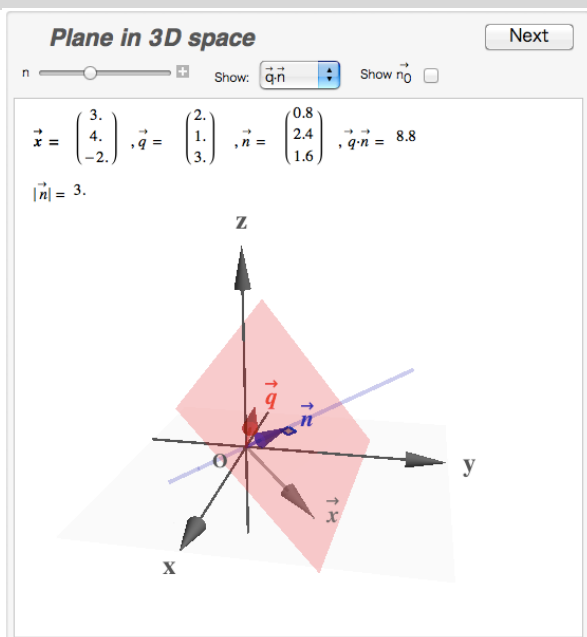 Plane in 3D space
Next
n
Show: q⃗·n⃗
Show n⃗₀
x⃗ = (3. 4. −2.) , q⃗ = (2. 1. 3.) , n⃗ = (0.8 2.4 1.6) , q⃗·n⃗ = 8.8
|n⃗| = 3.
z
q⃗
n⃗
O
y
x⃗
x